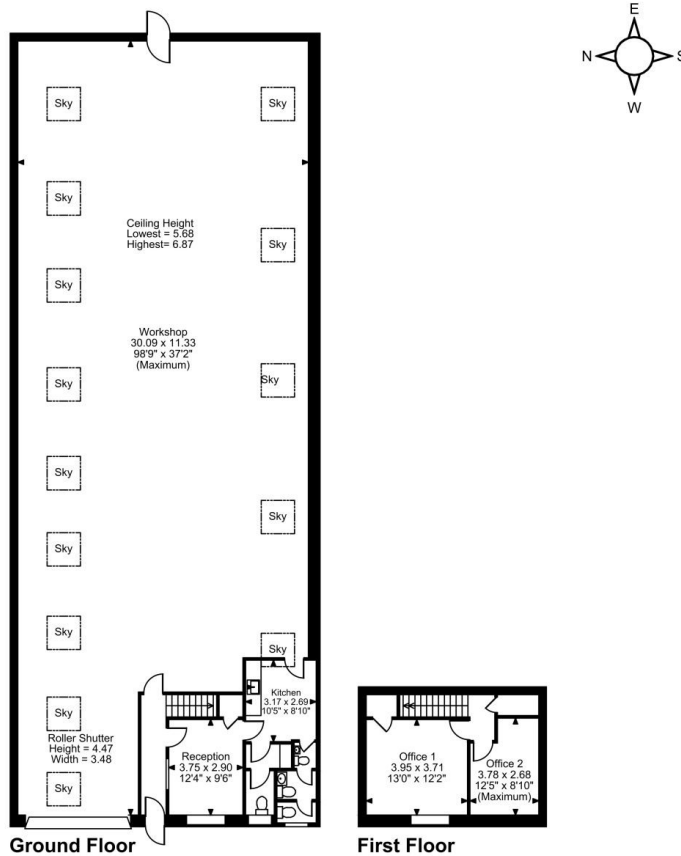 E
N
S
W
Sky
Sky
Sky
Ceiling Height
Lowest = 5.68
Highest= 6.87
Sky
Sky
Workshop
30.09 x 11.33
98'9" x 37'2"
(Maximum)
Sky
Sky
Sky
Sky
Sky
Sky
Sky
Kitchen
3.17 x 2.69
10'5" x 8'10"
Sky
Roller Shutter
Height = 4.47
Width = 3.48
Reception
3.75 x 2.90
12'4" x 9'6"
Sky
Office 1
3.95 x 3.71
13'0" x 12'2"
Office 2
3.78 x 2.68
12'5" x 8'10"
(Maximum)
Ground Floor
First Floor